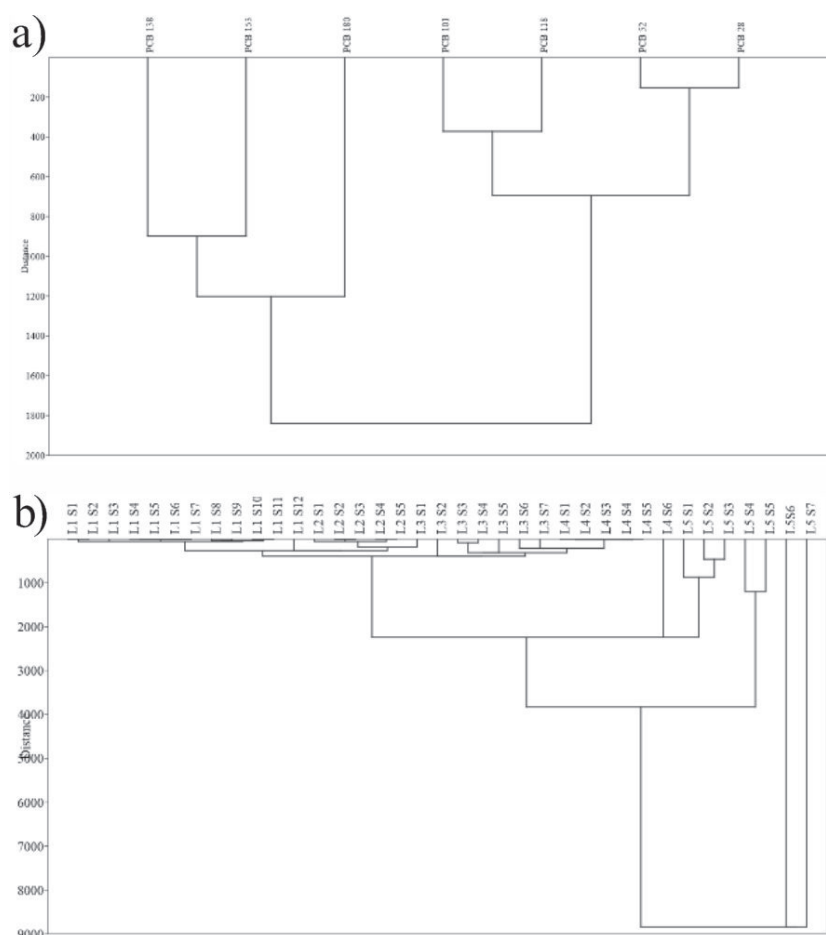 a)
PCB 138
PCB 153
PCB 180
PCB 101
PCB 118
PCB 52
PCB 28
200
400
600
800
1000
1200
1400
1600
1800
2000
Distance
b)
L1 S1
L1 S2
L1 S3
L1 S4
L1 S5
L1 S6
L1 S7
L1 S8
L1 S9
L1 S10
L1 S11
L1 S12
L2 S1
L2 S2
L2 S3
L2 S4
L2 S5
L3 S1
L3 S2
L3 S3
L3 S4
L3 S5
L3 S6
L3 S7
L4 S1
L4 S2
L4 S3
L4 S4
L4 S5
L4 S6
L5 S1
L5 S2
L5 S3
L5 S4
L5 S5
L5S6
L5 S7
1000
2000
3000
4000
5000
6000
7000
8000
9000
Distance